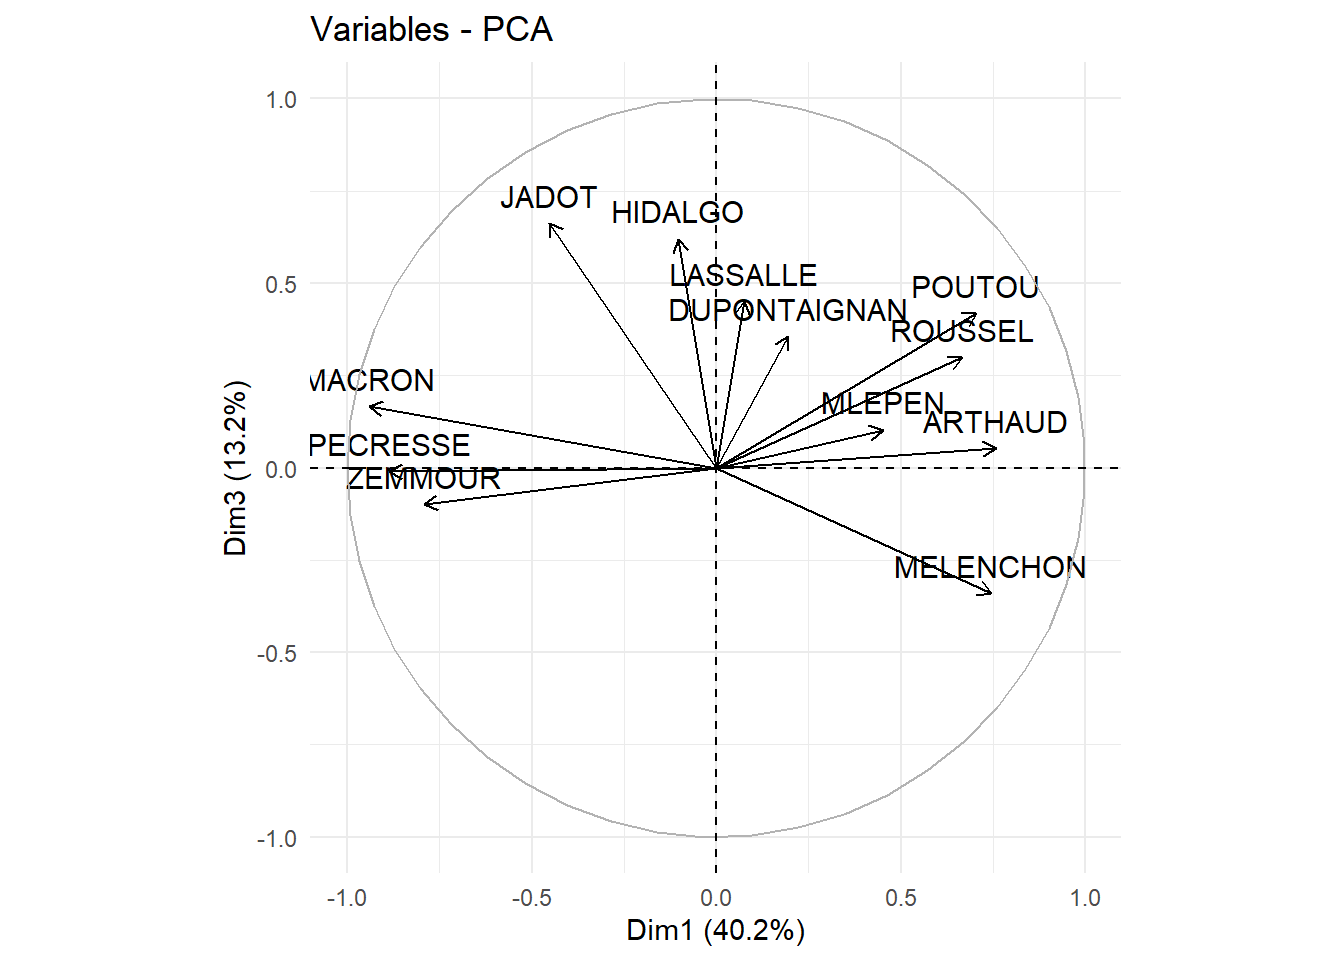 Variables - PCA
1.0
JADOT
HIDALGO
LASSALLE
0.5
POUTOU
DUPONTAIGNAN
ROUSSEL
MACRON
MLEPEN
ARTHAUD
PECRESSE
0.0
ZEMMOUR
Dim3 (13.2%)
MELENCHON
-0.5
-1.0
-1.0 -0.5 0.0 0.5 1.0
Dim1 (40.2%)